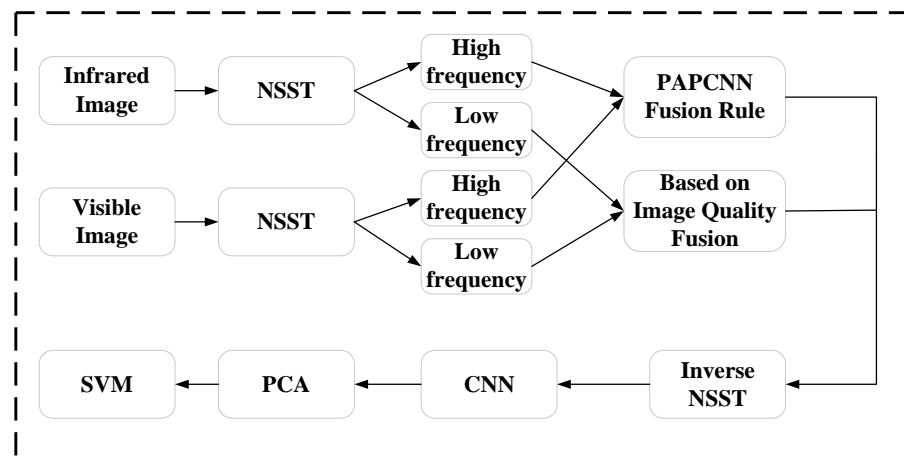 Infrared
Image
NSST
High
frequency
Low
frequency
PAPCNN
Fusion Rule
Visible
Image
NSST
High
frequency
Low
frequency
Based on
Image Quality
Fusion
SVM
PCA
CNN
Inverse
NSST